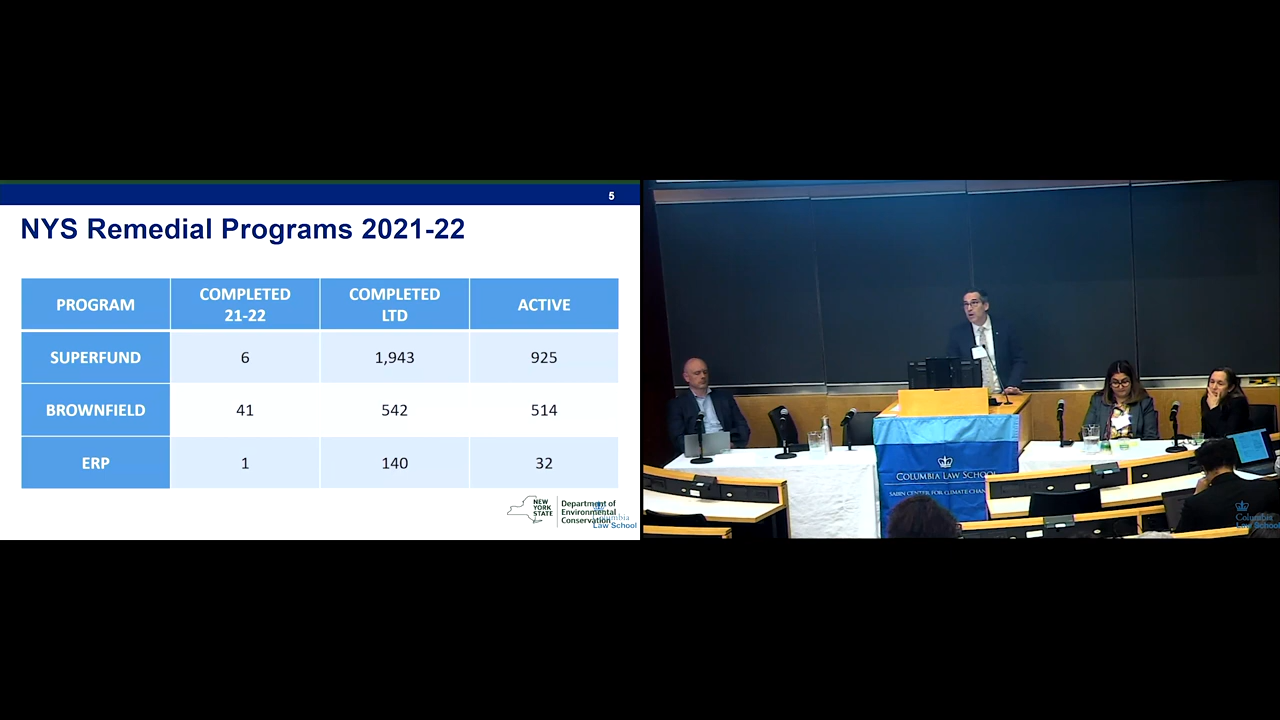 5
NYS Remedial Programs 2021-22
PROGRAM
COMPLETED
21-22
COMPLETED
LTD
ACTIVE
SUPERFUND
6
1,943
925
BROWNFIELD
41
542
514
ERP
1
140
32
NEW
YORK
STATE
Department of
Environmental
Conservation
Columbia
Law School
COLUMBIA LAW SCHOOL
SABIN CENTER FOR CLIMATE CHAN
Columbia
Law School